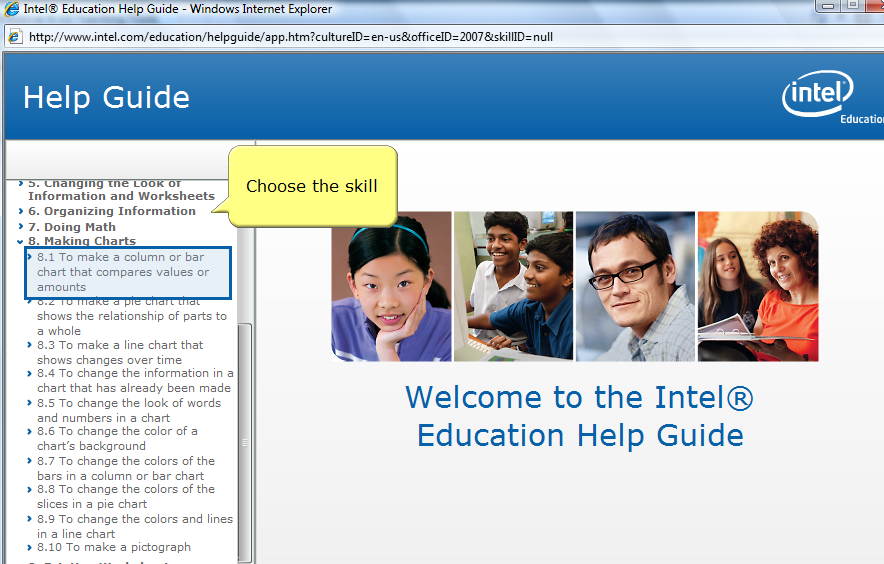 Intel® Education Help Guide - Windows Internet Explorer
http://www.intel.com/education/helpguide/app.htm?cultureID=en-us&officeID=2007&skillID=null
Help Guide
intel
Education
Choose the skill
5. Changing the Look of
Information and Worksheets
6. Organizing Information
7. Doing Math
8. Making Charts
8.1 To make a column or bar
chart that compares values or
amounts
8.2 To make a pie chart that
shows the relationship of parts to
a whole
8.3 To make a line chart that
shows changes over time
8.4 To change the information in a
chart that has already been made
8.5 To change the look of words
and numbers in a chart
8.6 To change the color of a
chart's background
8.7 To change the colors of the
bars in a column or bar chart
8.8 To change the colors of the
slices in a pie chart
8.9 To change the colors and lines
in a line chart
8.10 To make a pictograph
Welcome to the Intel®
Education Help Guide